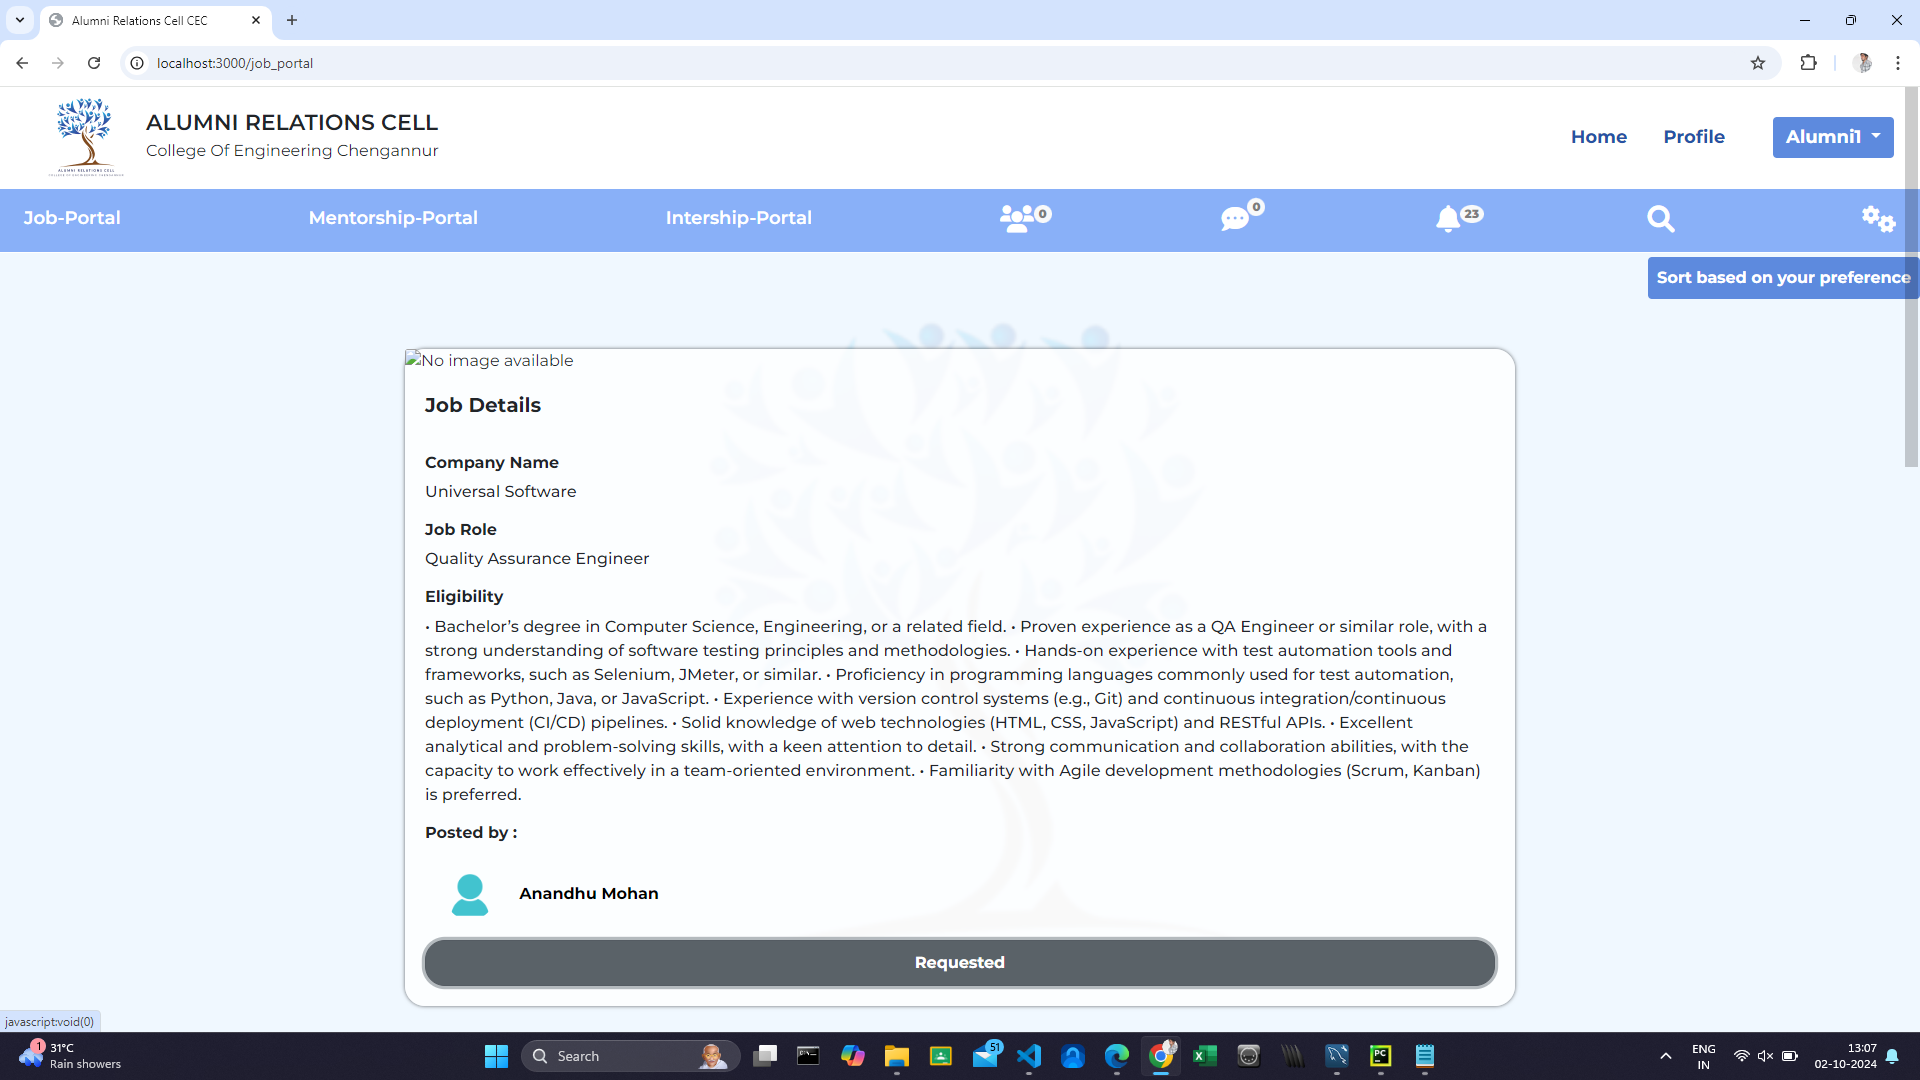 Alumni Relations Cell CEC
localhost:3000/job_portal
ALUMNI RELATIONS CELL
College Of Engineering Chengannur
ALUMNI RELATIONS CELL
Home
Profile
Alumni1
Job-Portal
Mentorship-Portal
Intership-Portal
0
0
23
Sort based on your preference
No image available
Job Details
Company Name
Universal Software
Job Role
Quality Assurance Engineer
Eligibility
• Bachelor’s degree in Computer Science, Engineering, or a related field. • Proven experience as a QA Engineer or similar role, with a
strong understanding of software testing principles and methodologies. • Hands-on experience with test automation tools and
frameworks, such as Selenium, JMeter, or similar. • Proficiency in programming languages commonly used for test automation,
such as Python, Java, or JavaScript. • Experience with version control systems (e.g., Git) and continuous integration/continuous
deployment (CI/CD) pipelines. • Solid knowledge of web technologies (HTML, CSS, JavaScript) and RESTful APIs. • Excellent
analytical and problem-solving skills, with a keen attention to detail. • Strong communication and collaboration abilities, with the
capacity to work effectively in a team-oriented environment. • Familiarity with Agile development methodologies (Scrum, Kanban)
is preferred.
Posted by :
Anandhu Mohan
Requested
javascript:void(0)
1
31°C
Rain showers
Search
51
PC
ENG
IN
13:07
02-10-2024